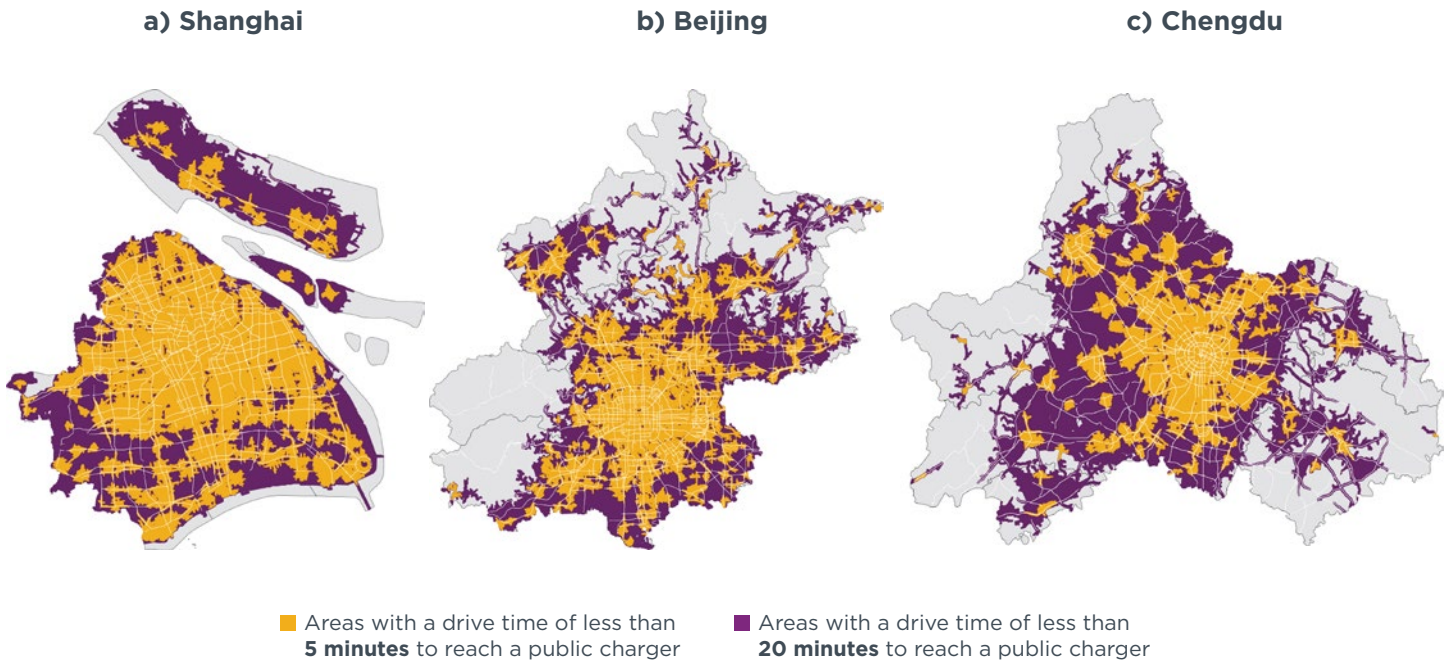 a) Shanghai
b) Beijing
c) Chengdu
Areas with a drive time of less than
5 minutes to reach a public charger
Areas with a drive time of less than
20 minutes to reach a public charger